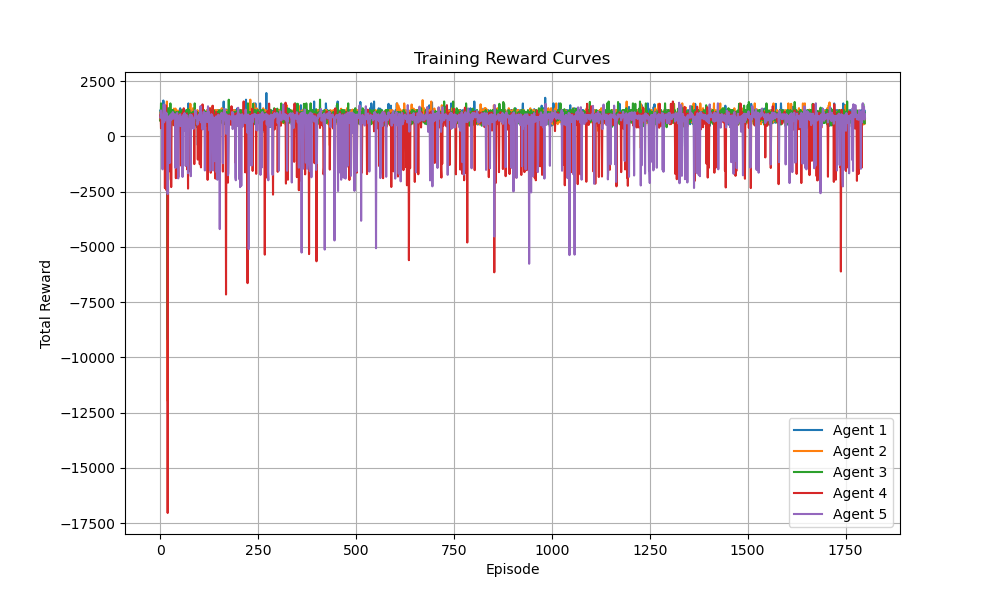 Training Reward Curves
2500
0
−2500
−5000
−7500
−10000
−12500
−15000
−17500
Total Reward
0 250 500 750 1000 1250 1500 1750
Episode
Agent 1
Agent 2
Agent 3
Agent 4
Agent 5